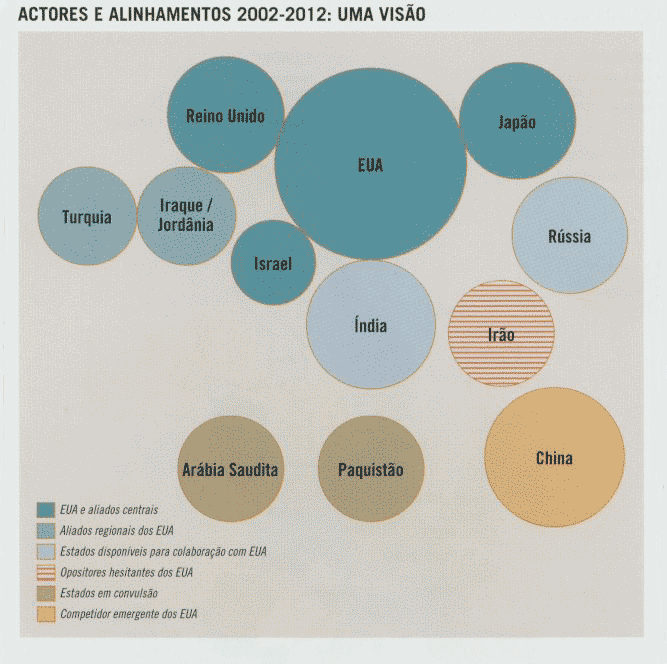 ACTORES E ALINHAMENTOS 2002-2012: UMA VISÃO
Reino Unido
EUA
Japão
Turquia
Iraque /
Jordânia
Rússia
Israel
Índia
Irão
Arábia Saudita
Paquistão
China
EUA e aliados centrais
Aliados regionais dos EUA
Estados disponíveis para colaboração com EUA
Opositores hesitantes dos EUA
Estados em convulsão
Competidor emergente dos EUA